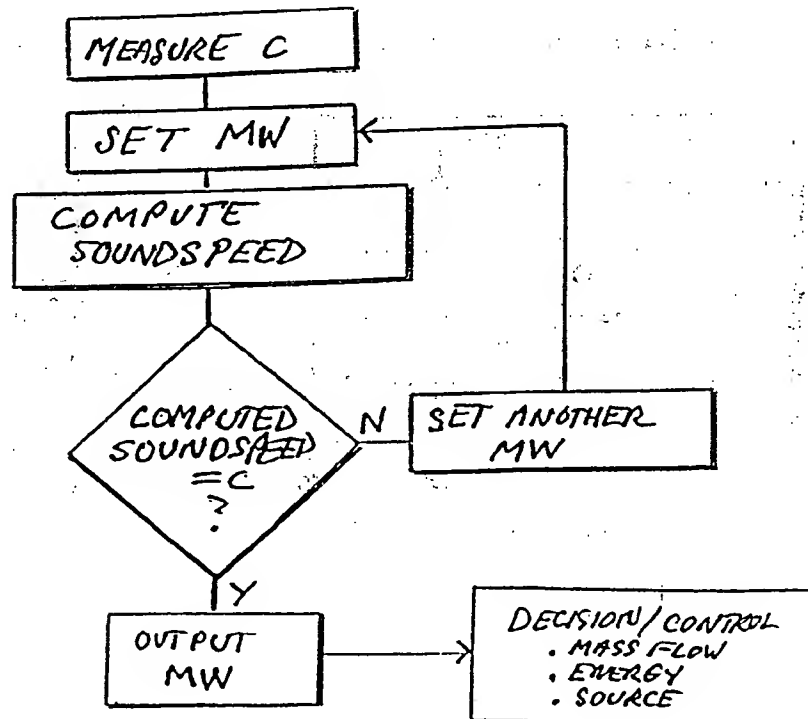 MEASURE C
SET MW
COMPUTE
SOUNDSPEED
COMPUTED
SOUNDSPEED
=C
?
N
SET ANOTHER
MW
Y
OUTPUT
MW
DECISION/CONTROL
. MASS FLOW
. ENERGY
. SOURCE